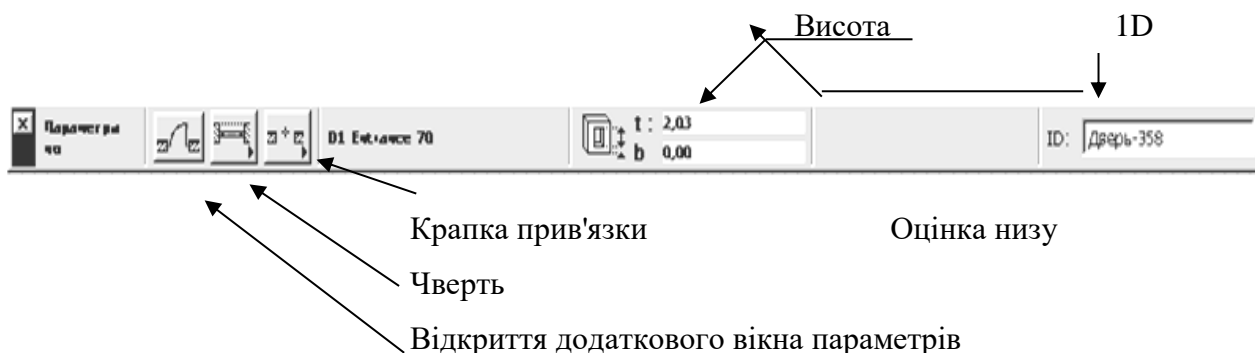 Висота 1D
Параметры
на
D1 Entrance 70
t : 2,03
b 0,00
ID: Дверь-358
Крапка прив'язки Оцінка низу
Чверть
Відкриття додаткового вікна параметрів